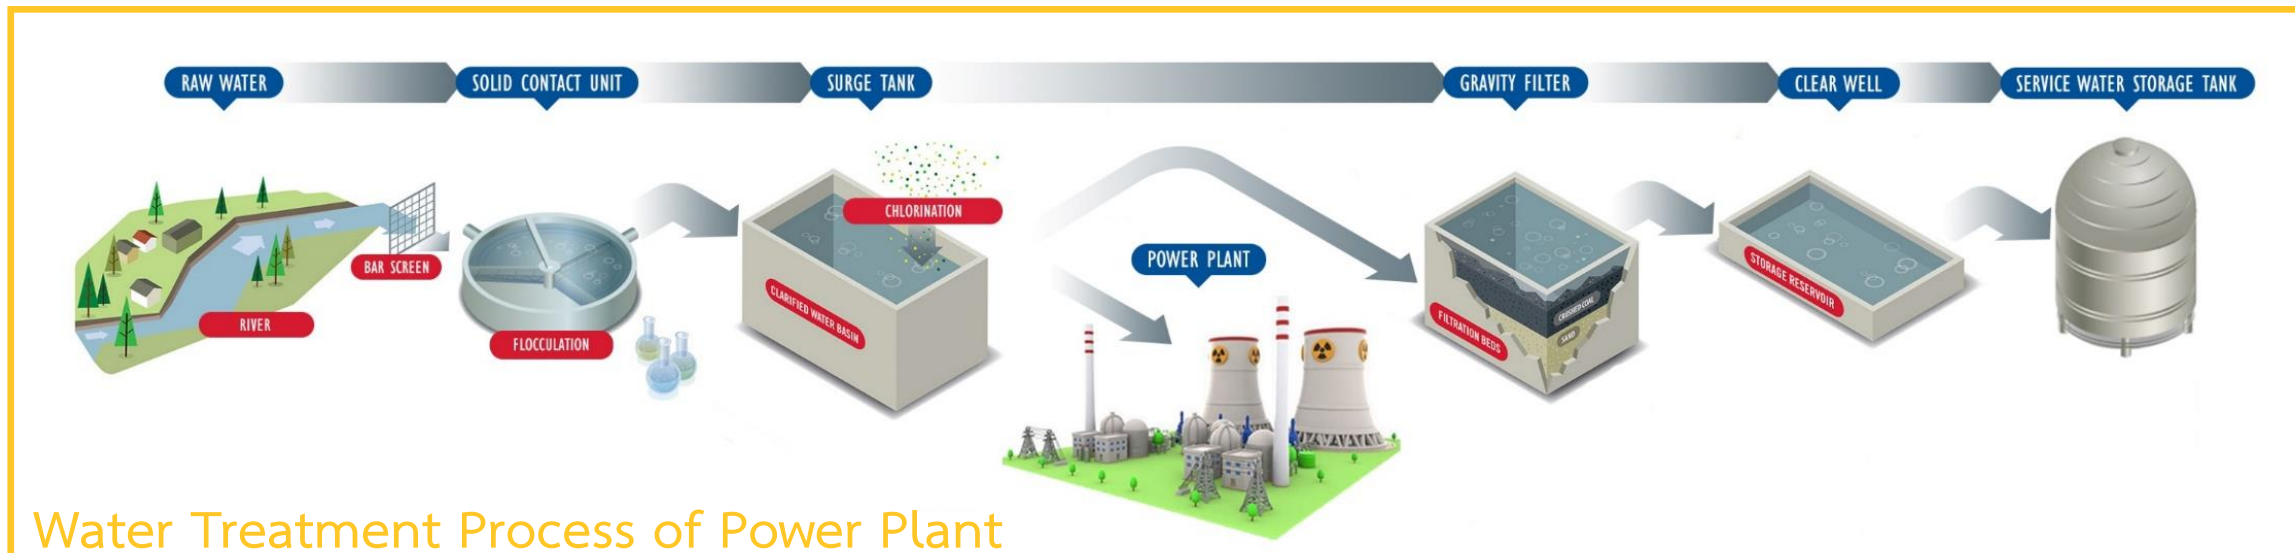 RAW WATER
SOLID CONTACT UNIT
SURGE TANK
GRAVITY FILTER
CLEAR WELL
SERVICE WATER STORAGE TANK
CHLORINATION
BAR SCREEN
POWER PLANT
RIVER
FLOCCULATION
CLARIFIED WATER BASIN
FILTRATION BEDS
CRUSHED COAL
SAND
STORAGE RESERVOIR
Water Treatment Process of Power Plant